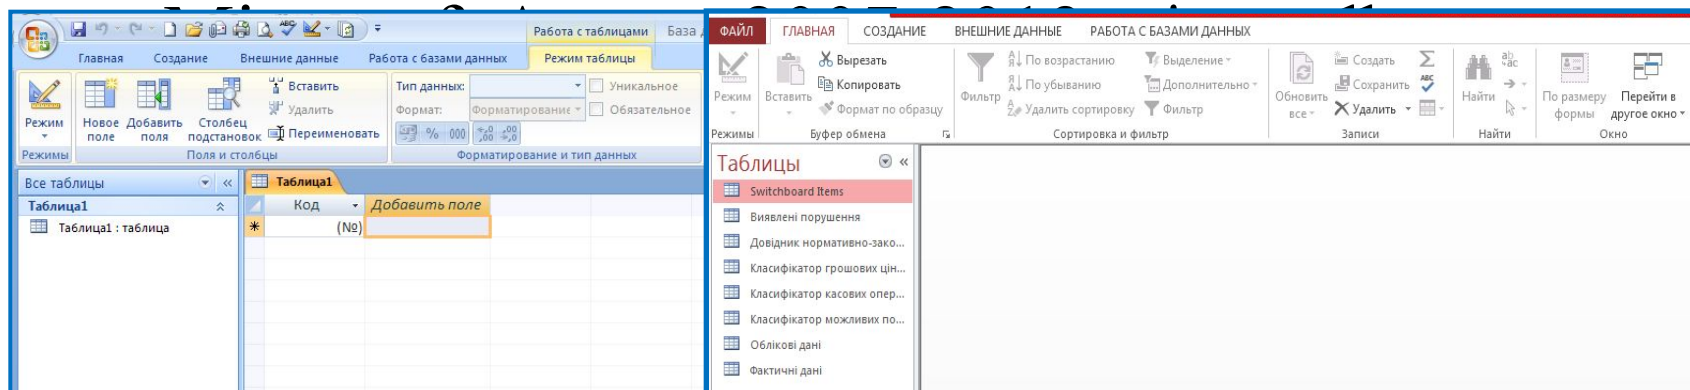 Работа с таблицами База
Главная Создание Внешние данные Работа с базами данных Режим таблицы
Режим
Новое поле
Добавить поля
Столбец подстановок
Вставить
Удалить
Переименовать
Тип данных:
Формат: Форматирование
% 000
Уникальное
Обязательное
Режимы Поля и столбцы Форматирование и тип данных
Все таблицы
Таблица1
Таблица1 : таблица
Таблица1
Код Добавить поле
(№)
ФАЙЛ ГЛАВНАЯ СОЗДАНИЕ ВНЕШНИЕ ДАННЫЕ РАБОТА С БАЗАМИ ДАННЫХ
Режим
Вставить
Вырезать
Копировать
Формат по образцу
Фильтр
По возрастанию
По убыванию
Удалить сортировку
Выделение
Дополнительно
Фильтр
Обновить все
Создать
Сохранить
Удалить
Найти
По размеру формы
Перейти в другое окно
Режимы Буфер обмена Сортировка и фильтр Записи Найти Окно
Таблицы
Switchboard Items
Виявлені порушення
Довідник нормативно-зако...
Класифікатор грошових цін...
Класифікатор касових опер...
Класифікатор можливих по...
Облікові дані
Фактичні дані